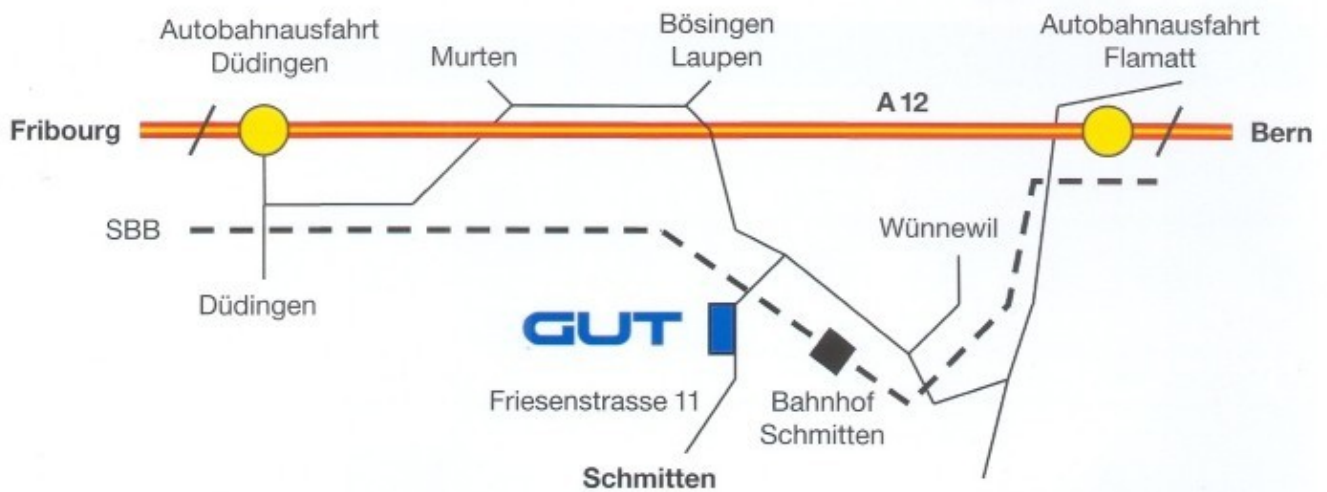 Autobahnausfahrt
Düdingen
Murten
Bösingen
Laupen
Autobahnausfahrt
Flamatt
A 12
Fribourg
Bern
SBB
Wünnewil
Düdingen
GUT
Friesenstrasse 11
Bahnhof
Schmitten
Schmitten